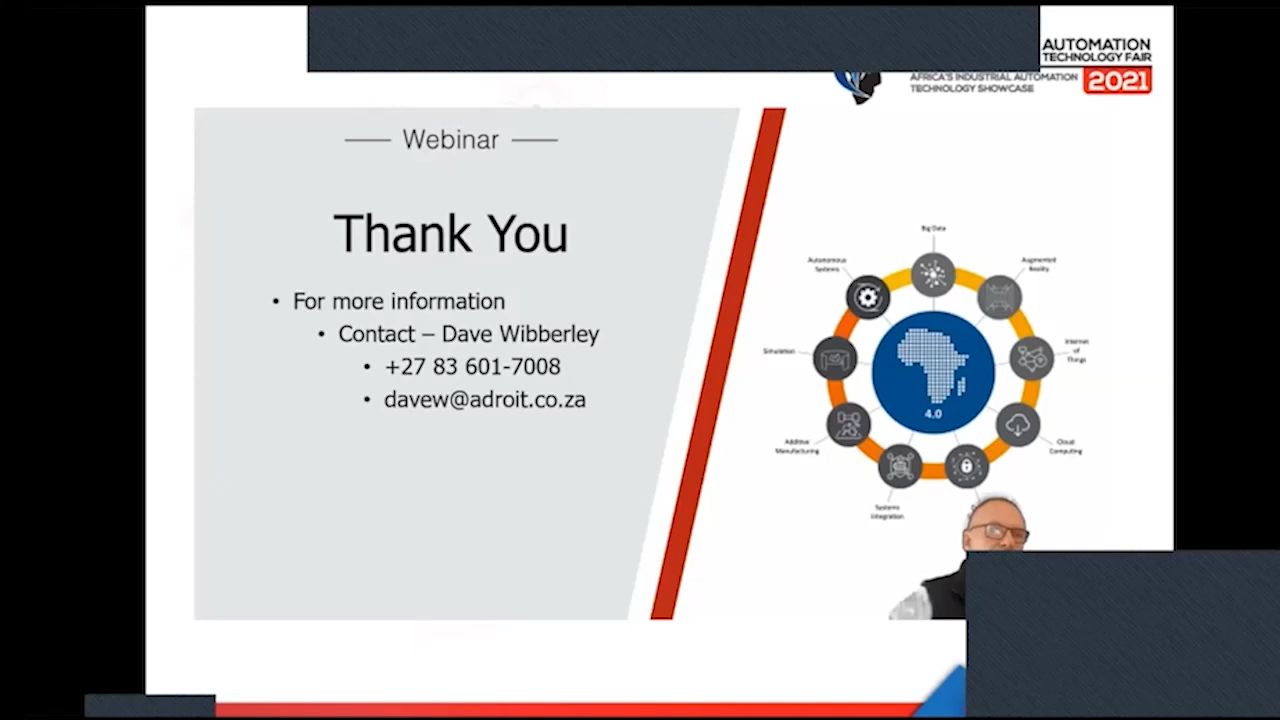 AUTOMATION
TECHNOLOGY FAIR
AFRICA'S INDUSTRIAL AUTOMATION
TECHNOLOGY SHOWCASE
2021
Webinar
Thank You
• For more information
• Contact – Dave Wibberley
• +27 83 601-7008
• davew@adroit.co.za
Big Data
Autonomous
Systems
Augmented
Reality
Simulation
Internet
of
Things
4.0
Additive
Manufacturing
Cloud
Computing
Systems
Integration